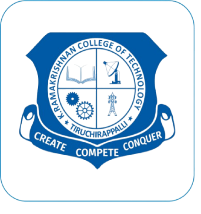 K.RAMAKRISHNAN COLLEGE OF TECHNOLOGY
★ TIRUCHIRAPPALLI ★
CREATE COMPETE CONQUER